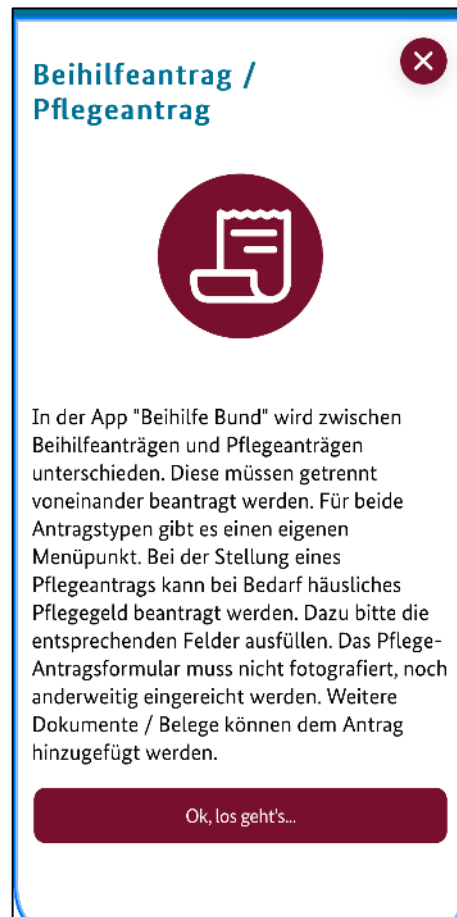 Beihilfeantrag /
Pflegeantrag
In der App "Beihilfe Bund" wird zwischen
Beihilfeanträgen und Pflegeanträgen
unterschieden. Diese müssen getrennt
voneinander beantragt werden. Für beide
Antragstypen gibt es einen eigenen
Menüpunkt. Bei der Stellung eines
Pflegeantrags kann bei Bedarf häusliches
Pflegegeld beantragt werden. Dazu bitte die
entsprechenden Felder ausfüllen. Das Pflege-
Antragsformular muss nicht fotografiert, noch
anderweitig eingereicht werden. Weitere
Dokumente / Belege können dem Antrag
hinzugefügt werden.
Ok, los geht's...